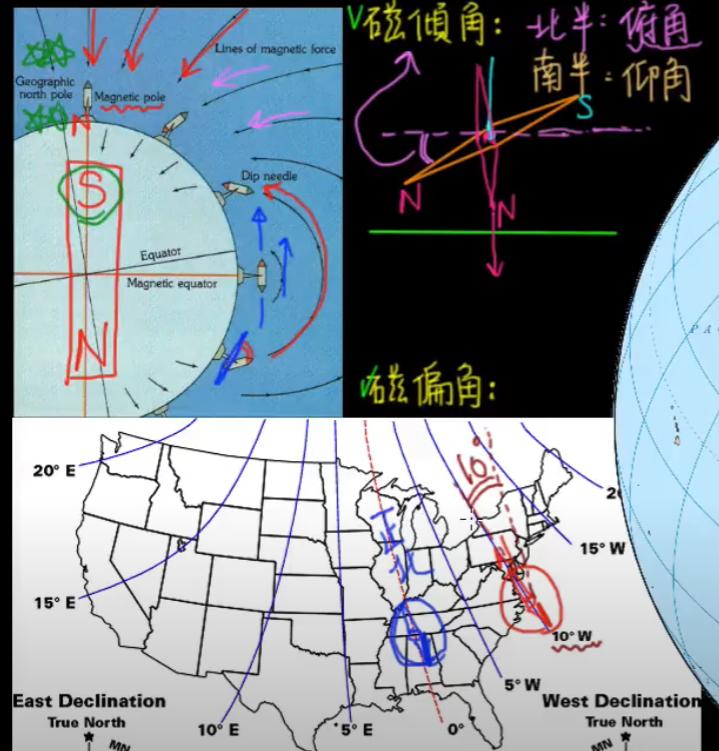 Lines of magnetic force
Geographic
north pole
Magnetic pole
N
S
Dip needle
Equator
Magnetic equator
N
√磁傾角：北半：俯角
南半：仰角
S
N
N
√磁偏角：
P A C
20° E
15° E
10° E
5° E
0°
5° W
10° W
15° W
2
10°
正北
East Declination
True North
MN
West Declination
True North
MN